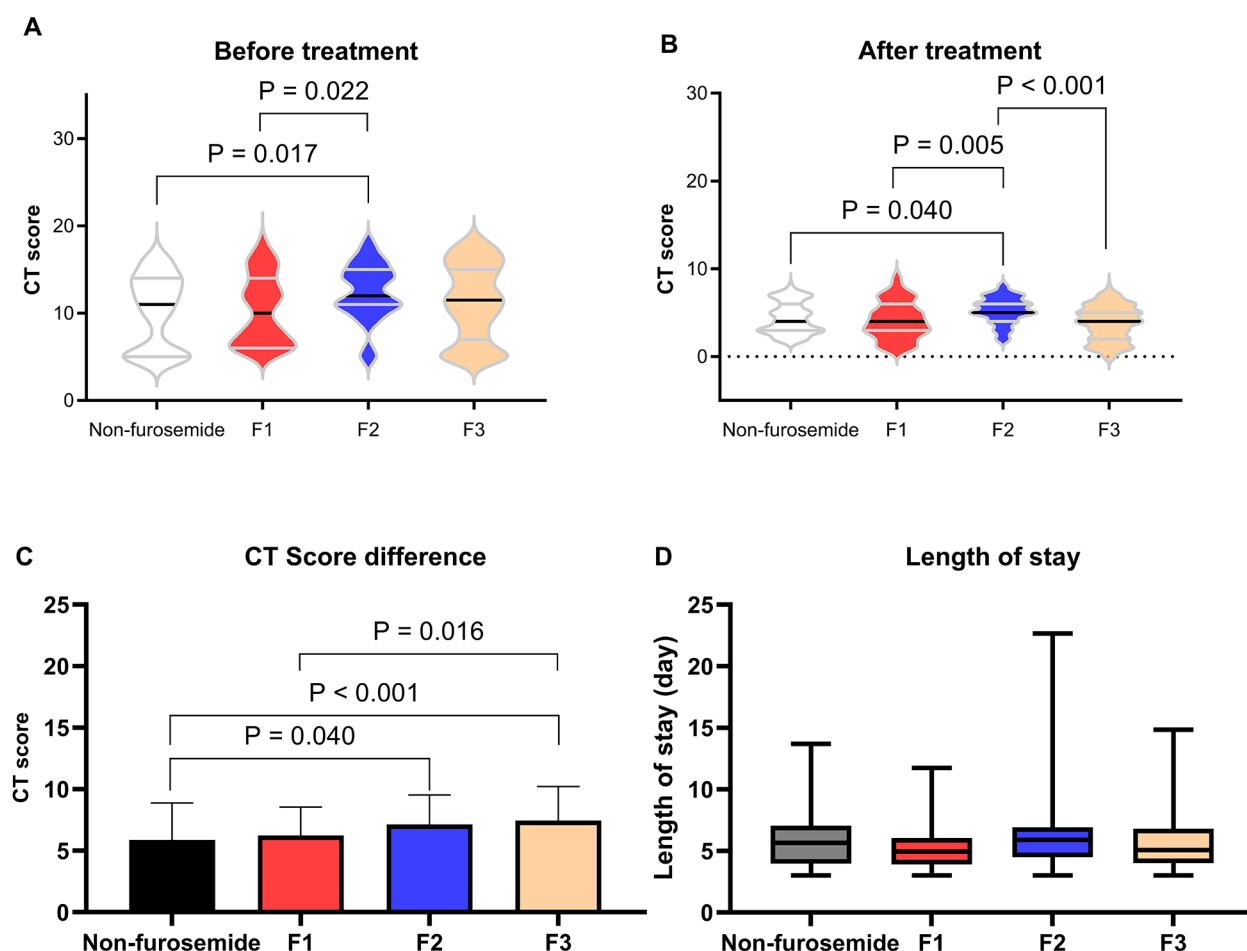 A
Before treatment
P = 0.022
P = 0.017
CT score
30
20
10
0
Non-furosemide F1 F2 F3
B
After treatment
P < 0.001
P = 0.005
P = 0.040
CT score
30
20
10
0
Non-furosemide F1 F2 F3
C
CT Score difference
P = 0.016
P < 0.001
P = 0.040
CT score
25
20
15
10
5
0
Non-furosemide F1 F2 F3
D
Length of stay
Length of stay (day)
25
20
15
10
5
0
Non-furosemide F1 F2 F3